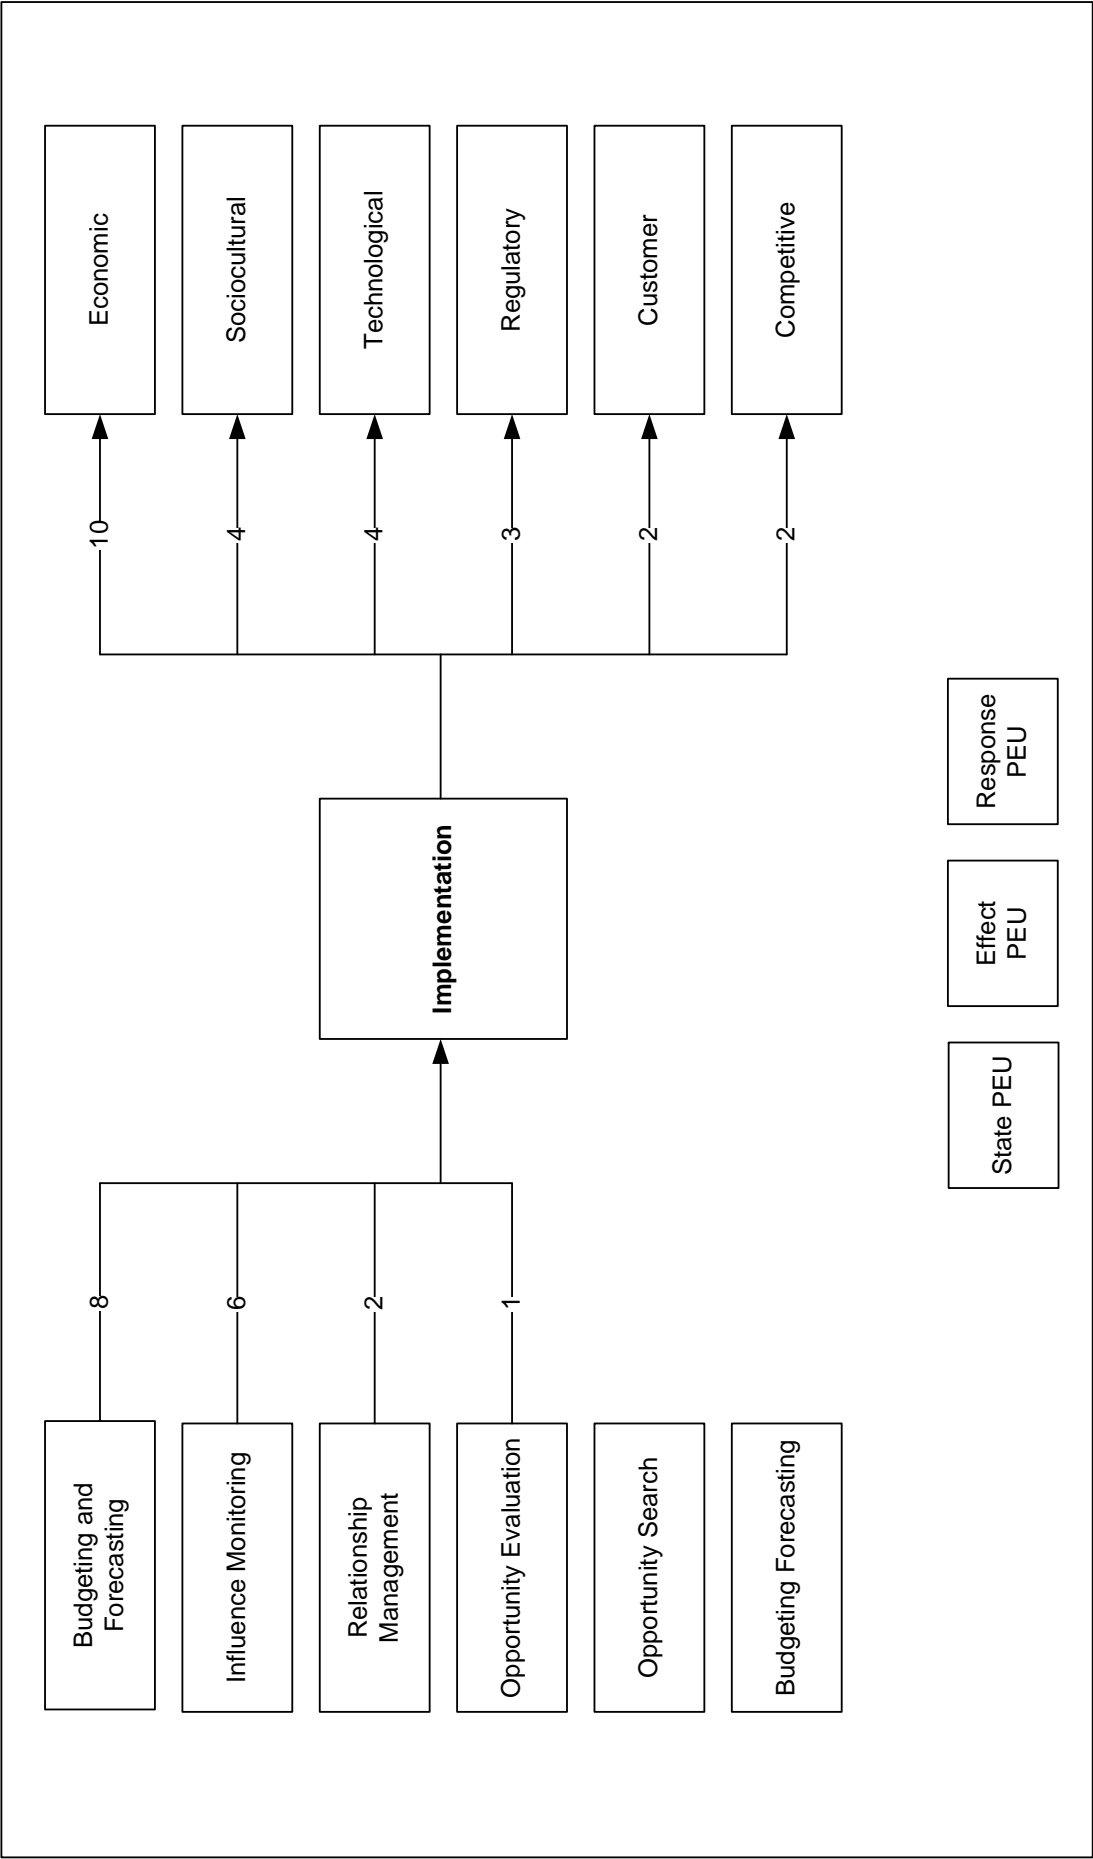 Budgeting and
Forecasting
8
Influence Monitoring
6
Relationship
Management
2
Opportunity Evaluation
1
Opportunity Search
Budgeting Forecasting
Implementation
10
Economic
4
Sociocultural
4
Technological
3
Regulatory
2
Customer
2
Competitive
State PEU
Effect
PEU
Response
PEU